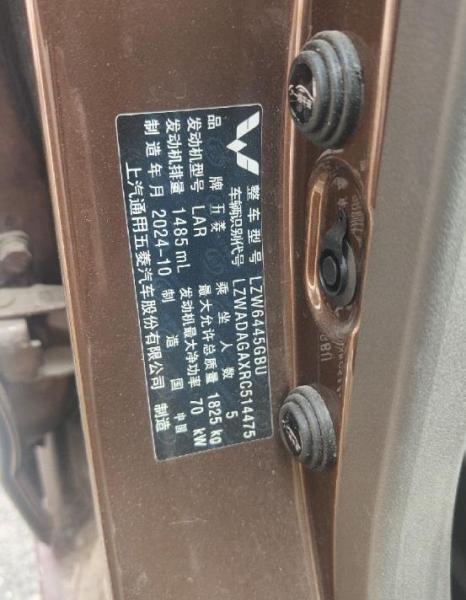 整车型号 LZW6445GBU
车辆识别代号 LZWADAGAXRC514475
品牌 五菱 乘坐人数 5
发动机型号 LAR 最大允许总质量 1825 kg
发动机排量 1485 mL 发动机最大净功率 70 kW
制造年月 2024-10 制造国 中国
上汽通用五菱汽车股份有限公司 制造